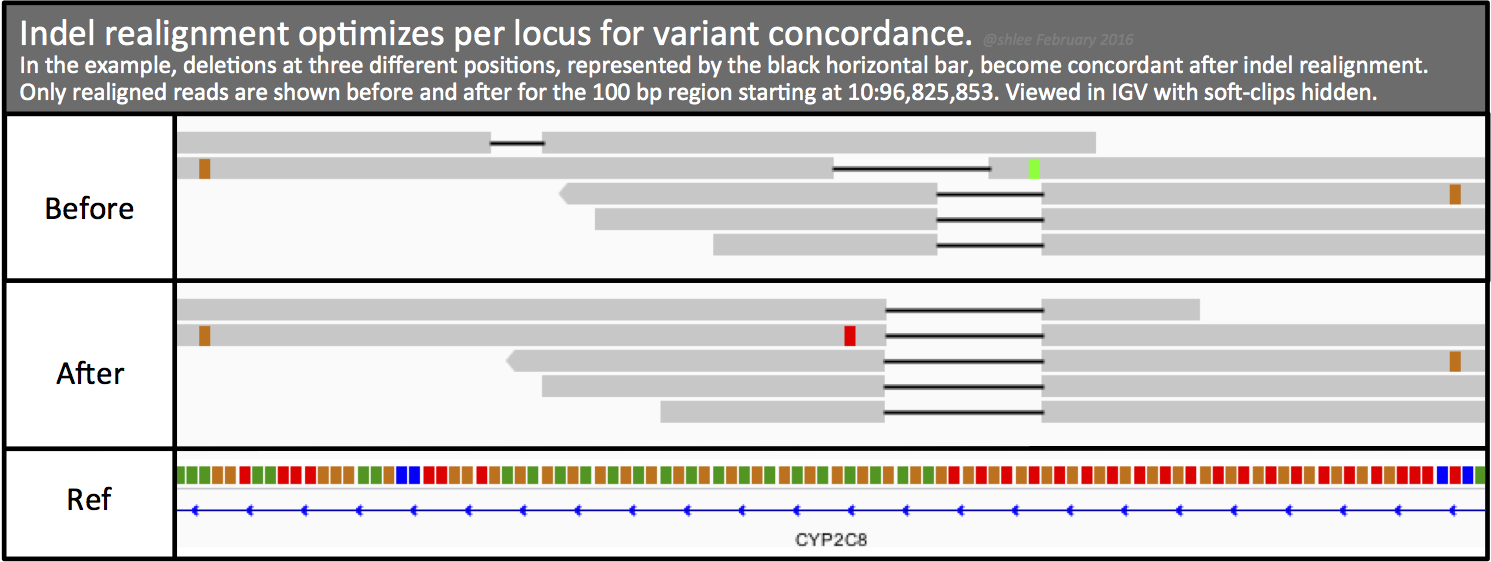 Indel realignment optimizes per locus for variant concordance. @shlee February 2016
In the example, deletions at three different positions, represented by the black horizontal bar, become concordant after indel realignment.
Only realigned reads are shown before and after for the 100 bp region starting at 10:96,825,853. Viewed in IGV with soft-clips hidden.
Before
After
Ref
CYP2C8